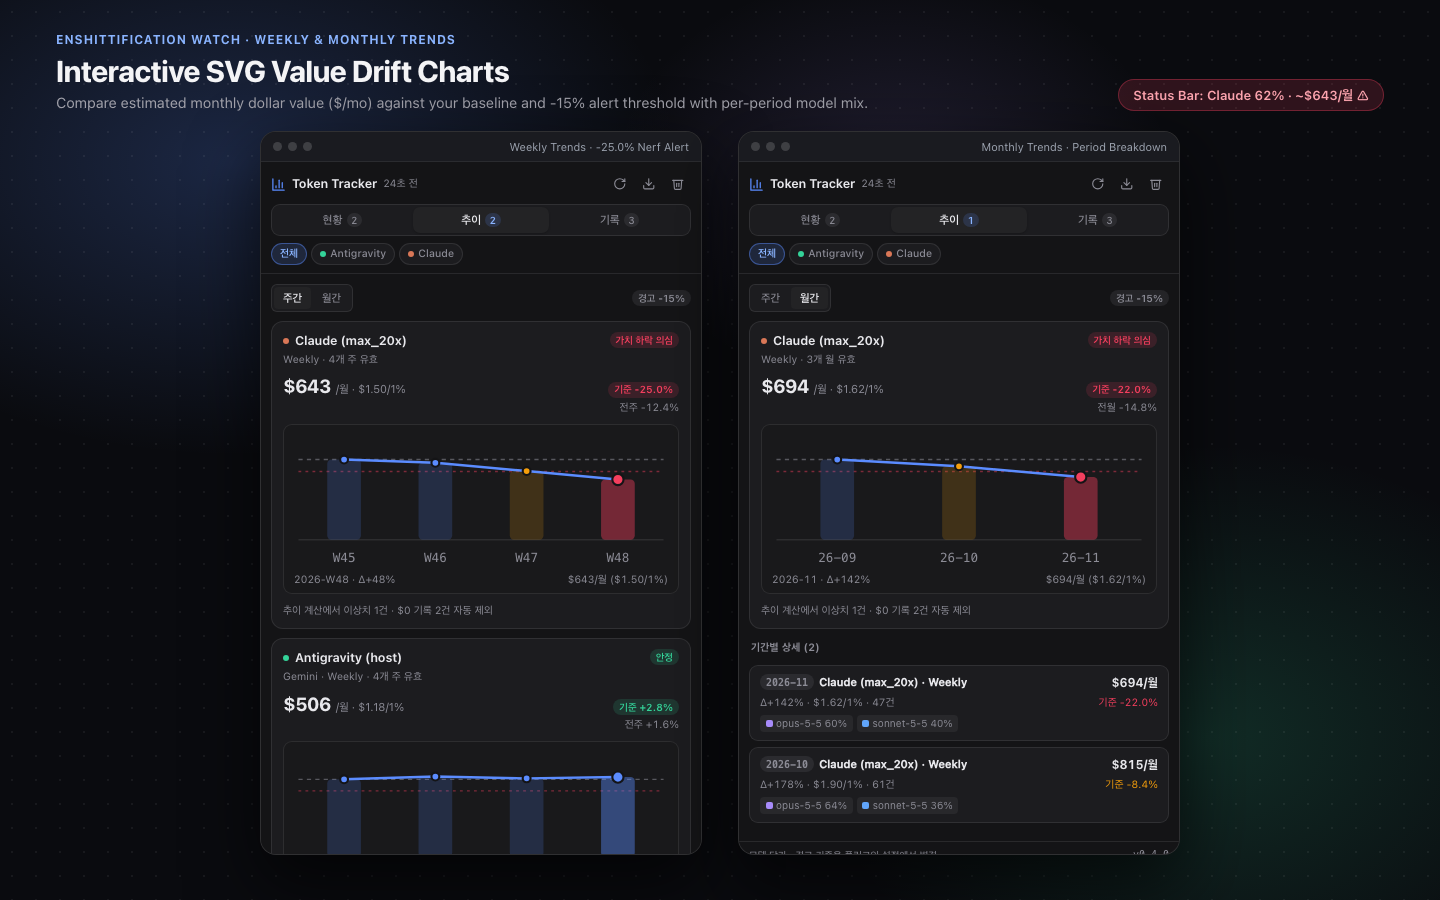 ENSHITTIFICATION WATCH · WEEKLY & MONTHLY TRENDS
Interactive SVG Value Drift Charts
Compare estimated monthly dollar value ($/mo) against your baseline and -15% alert threshold with per-period model mix.
Status Bar: Claude 62% · ~$643/월 ⚠
Weekly Trends · -25.0% Nerf Alert
Token Tracker 24초 전
현황 2 추이 2 기록 3
전체 Antigravity Claude
주간 월간 경고 -15%
Claude (max_20x) 가치 하락 의심
Weekly · 4개 주 유효
$643 /월 · $1.50/1% 기준 -25.0%
전주 -12.4%
W45 W46 W47 W48
2026-W48 · Δ+48% $643/월 ($1.50/1%)
추이 계산에서 이상치 1건 · $0 기록 2건 자동 제외
Antigravity (host) 안정
Gemini · Weekly · 4개 주 유효
$506 /월 · $1.18/1% 기준 +2.8%
전주 +1.6%
Monthly Trends · Period Breakdown
Token Tracker 24초 전
현황 2 추이 1 기록 3
전체 Antigravity Claude
주간 월간 경고 -15%
Claude (max_20x) 가치 하락 의심
Weekly · 3개 월 유효
$694 /월 · $1.62/1% 기준 -22.0%
전월 -14.8%
26-09 26-10 26-11
2026-11 · Δ+142% $694/월 ($1.62/1%)
추이 계산에서 이상치 1건 · $0 기록 2건 자동 제외
기간별 상세 (2)
2026-11 Claude (max_20x) · Weekly $694/월
Δ+142% · $1.62/1% · 47건 기준 -22.0%
opus-5-5 60% sonnet-5-5 40%
2026-10 Claude (max_20x) · Weekly $815/월
Δ+178% · $1.90/1% · 61건 기준 -8.4%
opus-5-5 64% sonnet-5-5 36%